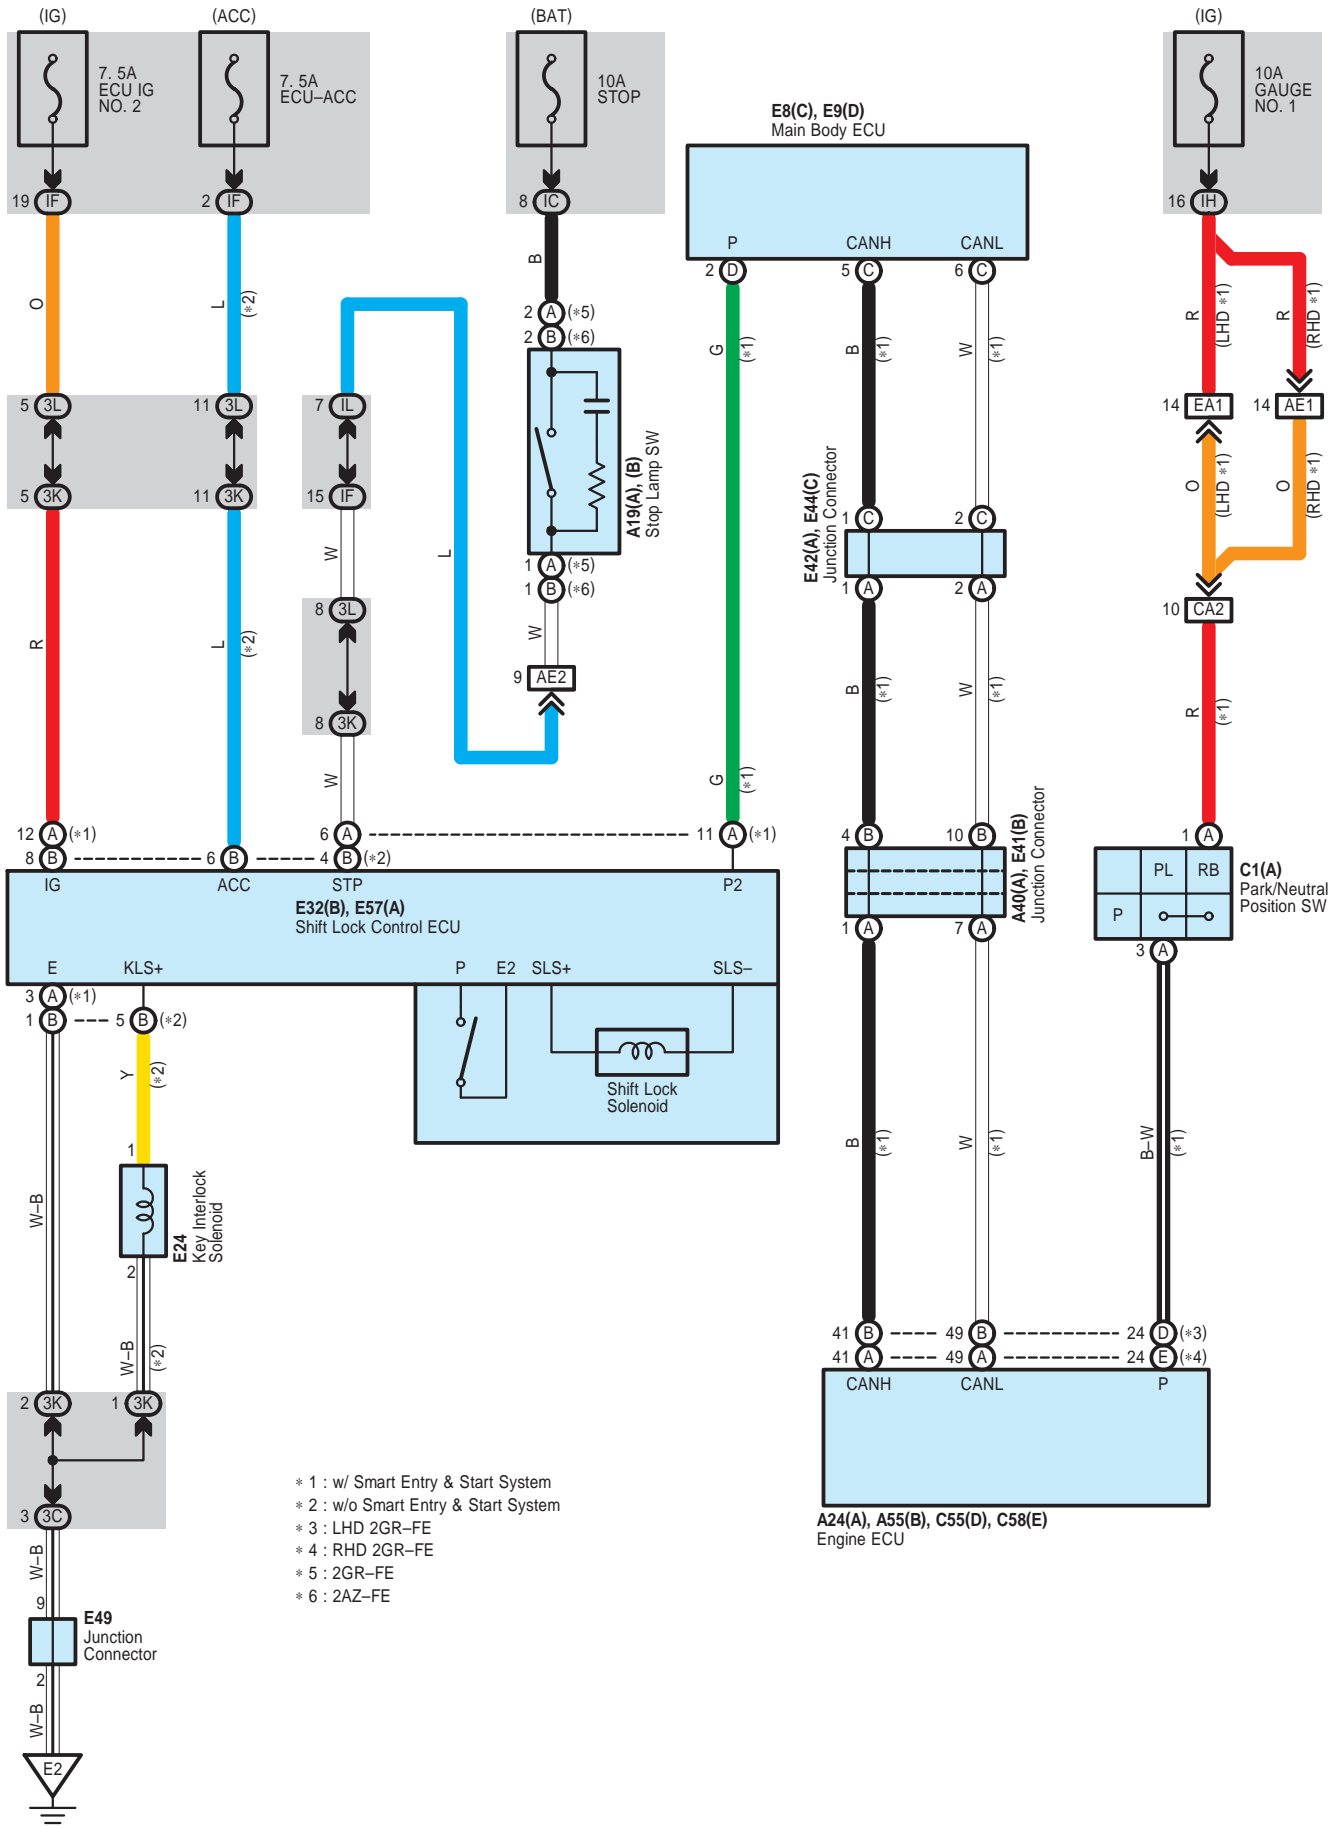 (IG)
(ACC)
(BAT)
(IG)
7. 5A
ECU IG
NO. 2
7. 5A
ECU–ACC
10A
STOP
10A
GAUGE
NO. 1
E8(C), E9(D)
Main Body ECU
19 IF
2 IF
8 IC
16 IH
P
CANH
CANL
2 D
5 C
6 C
O
L
(*2)
B
2 A (*5)
2 B (*6)
G
(*1)
B
(*1)
W
(*1)
R
(LHD *1)
R
(RHD *1)
5 3L
11 3L
7 IL
14 EA1
14 AE1
A19(A), (B)
Stop Lamp SW
5 3K
11 3K
15 IF
O
(LHD *1)
O
(RHD *1)
E42(A), E44(C)
Junction Connector
1 C
2 C
W
L
1 A (*5)
1 B (*6)
1 A
2 A
8 3L
10 CA2
R
L
(*2)
W
9 AE2
B
(*1)
W
(*1)
R
(*1)
8 3K
W
G
(*1)
12 A (*1)
6 A
11 A (*1)
4 B
10 B
1 A
8 B
6 B
4 B (*2)
IG
ACC
STP
P2
A40(A), E41(B)
Junction Connector
PL
RB
P
C1(A)
Park/Neutral
Position SW
E32(B), E57(A)
Shift Lock Control ECU
1 A
7 A
3 A
E
KLS+
P
E2
SLS+
SLS–
3 A (*1)
1 B
5 B (*2)
Y
(*2)
Shift Lock
Solenoid
B
(*1)
W
(*1)
B–W
(*1)
1
W–B
E24
Key Interlock
Solenoid
2
W–B
(*2)
41 B
49 B
24 D (*3)
41 A
49 A
24 E (*4)
CANH
CANL
P
2 3K
1 3K
3 3C
* 1 : w/ Smart Entry & Start System
* 2 : w/o Smart Entry & Start System
* 3 : LHD 2GR–FE
* 4 : RHD 2GR–FE
* 5 : 2GR–FE
* 6 : 2AZ–FE
A24(A), A55(B), C55(D), C58(E)
Engine ECU
W–B
9
E49
Junction
Connector
2
W–B
E2